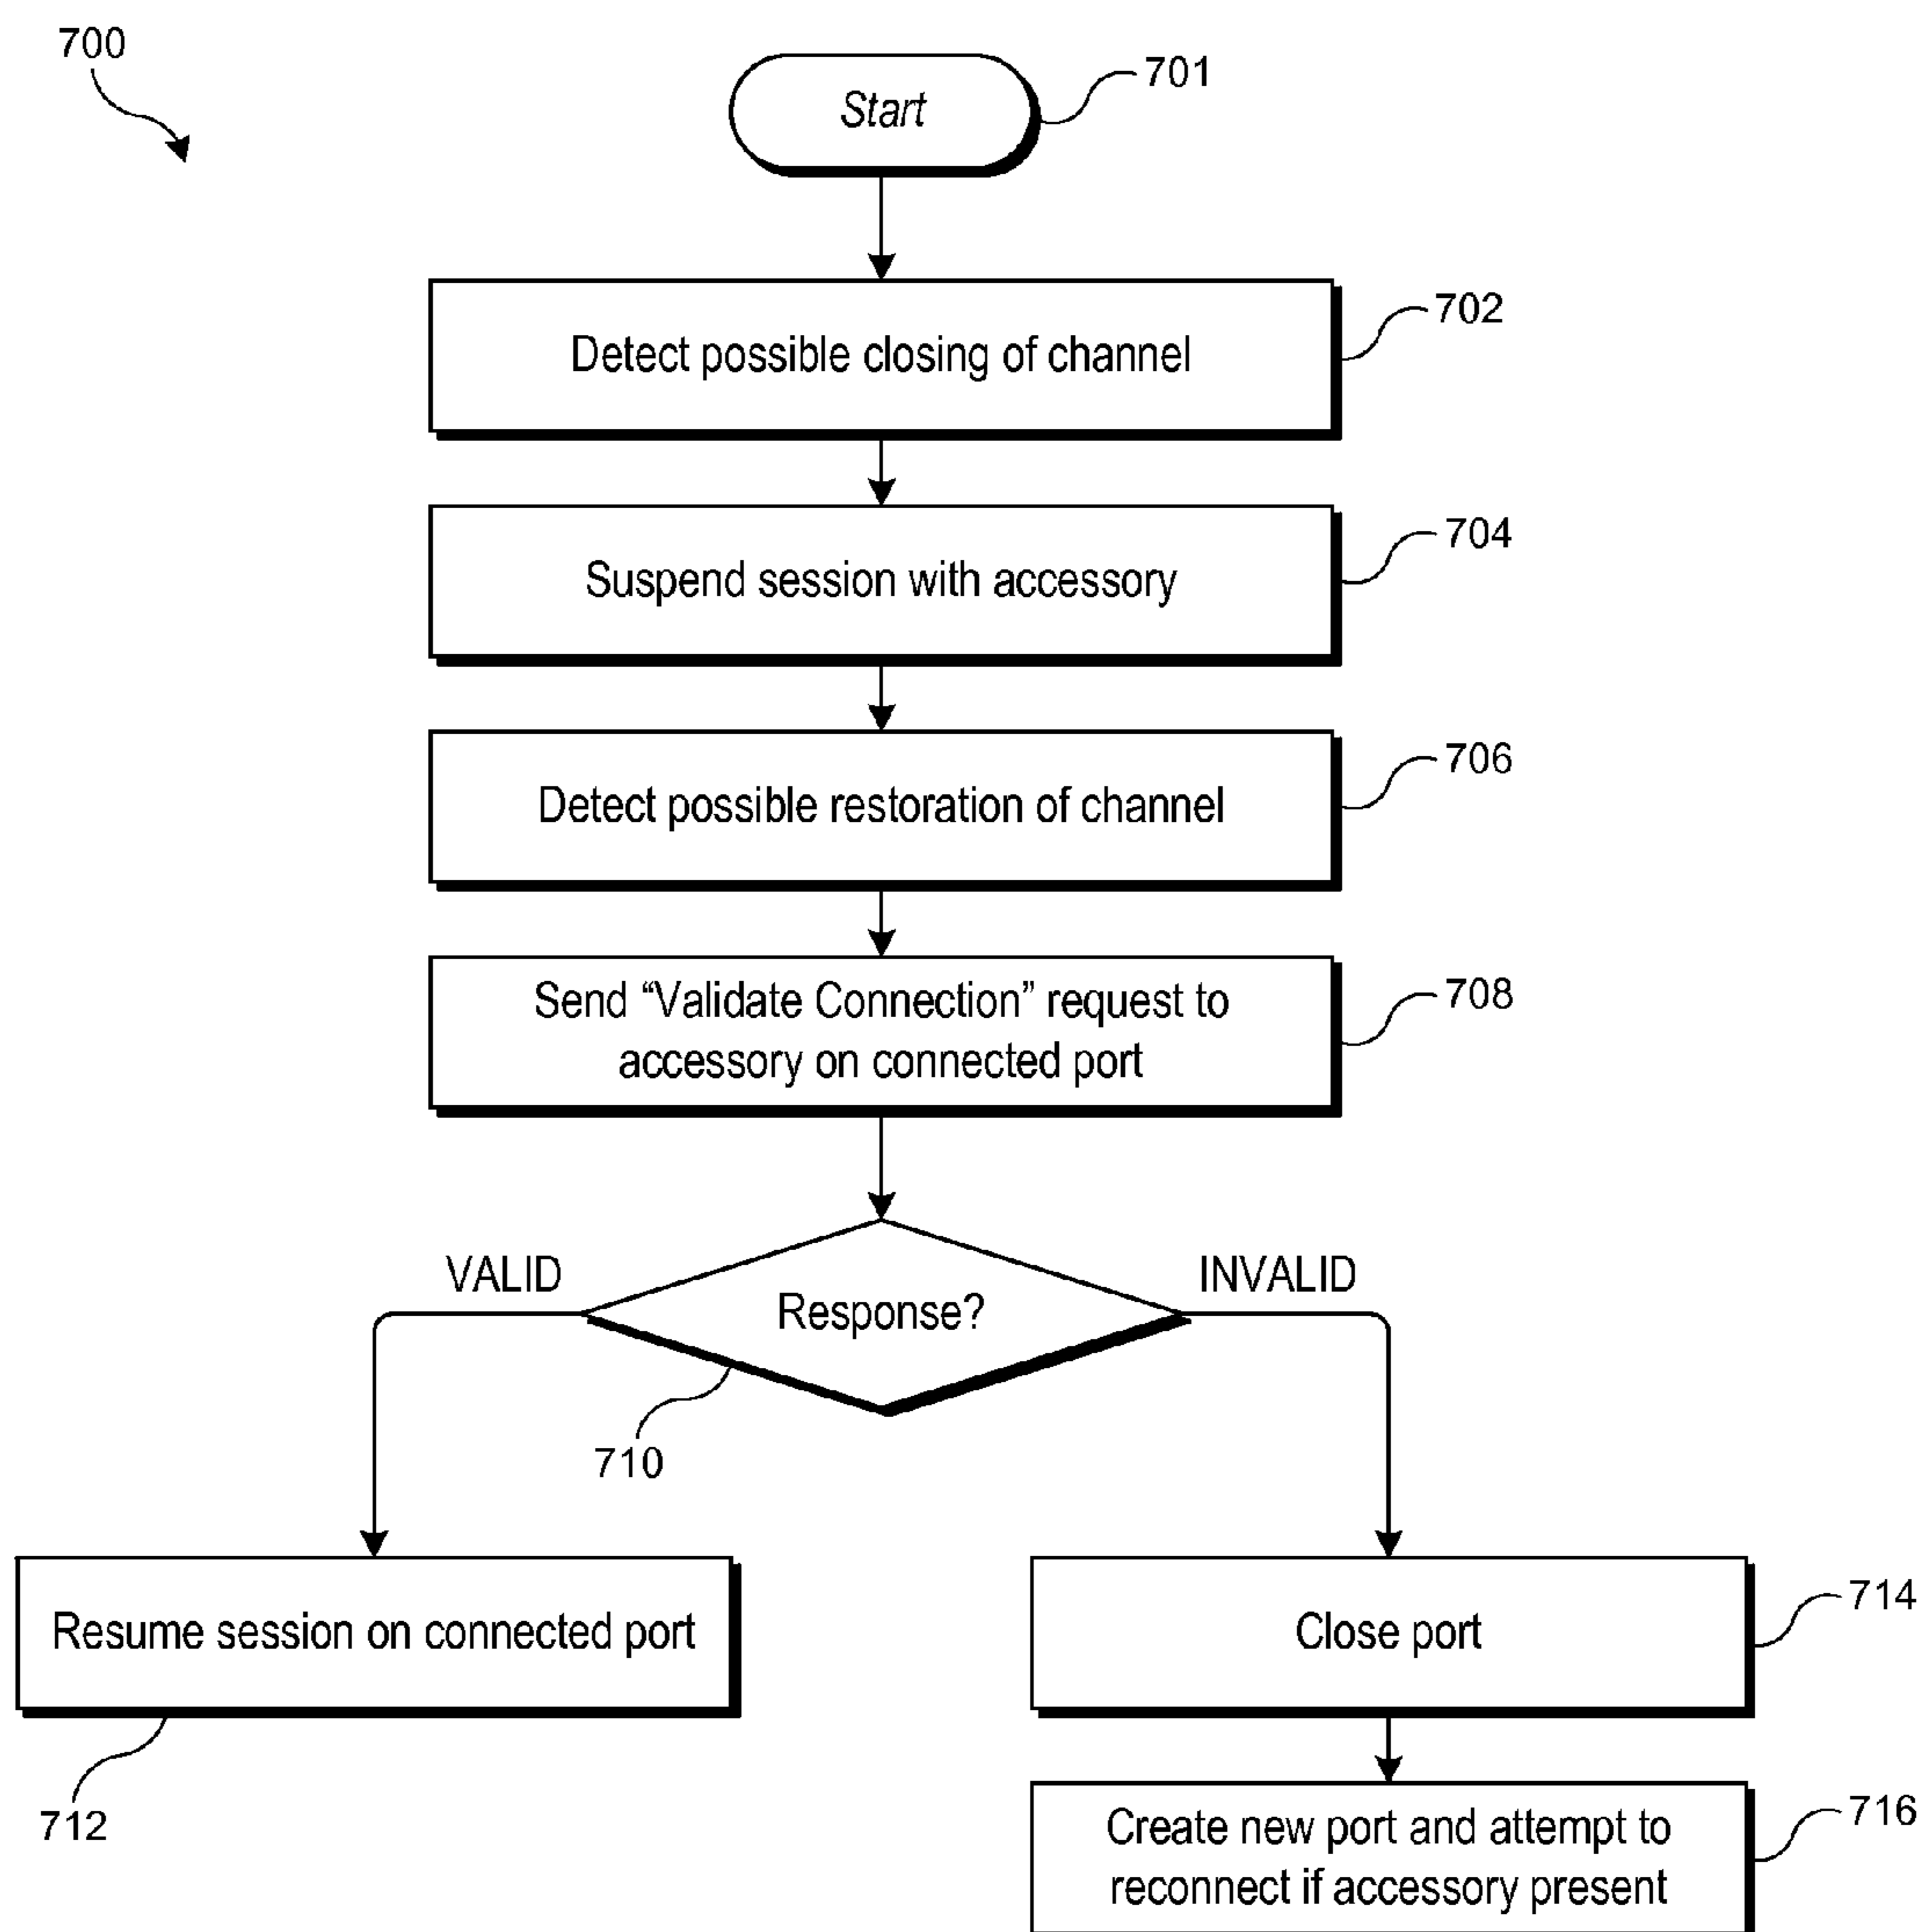 700
Start
701
Detect possible closing of channel
702
Suspend session with accessory
704
Detect possible restoration of channel
706
Send “Validate Connection” request to
accessory on connected port
708
VALID
INVALID
Response?
710
Resume session on connected port
712
Close port
714
Create new port and attempt to
reconnect if accessory present
716